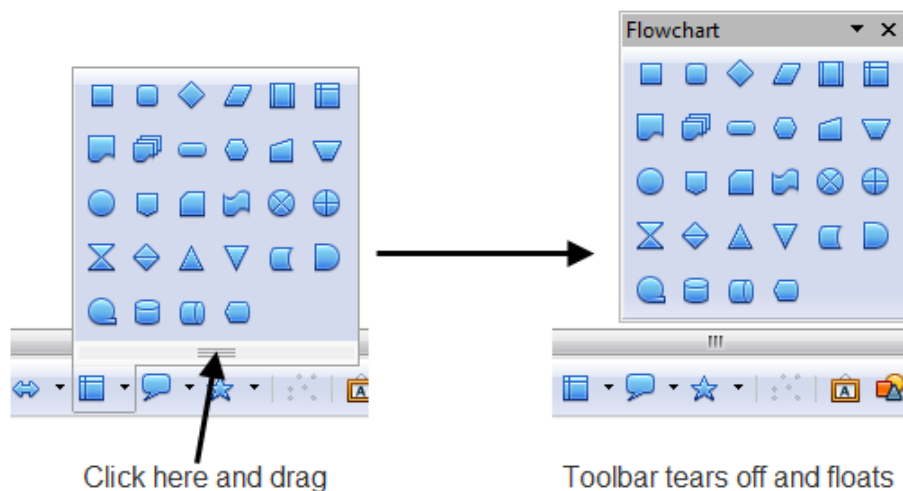 Flowchart
A
A
Click here and drag
Toolbar tears off and floats